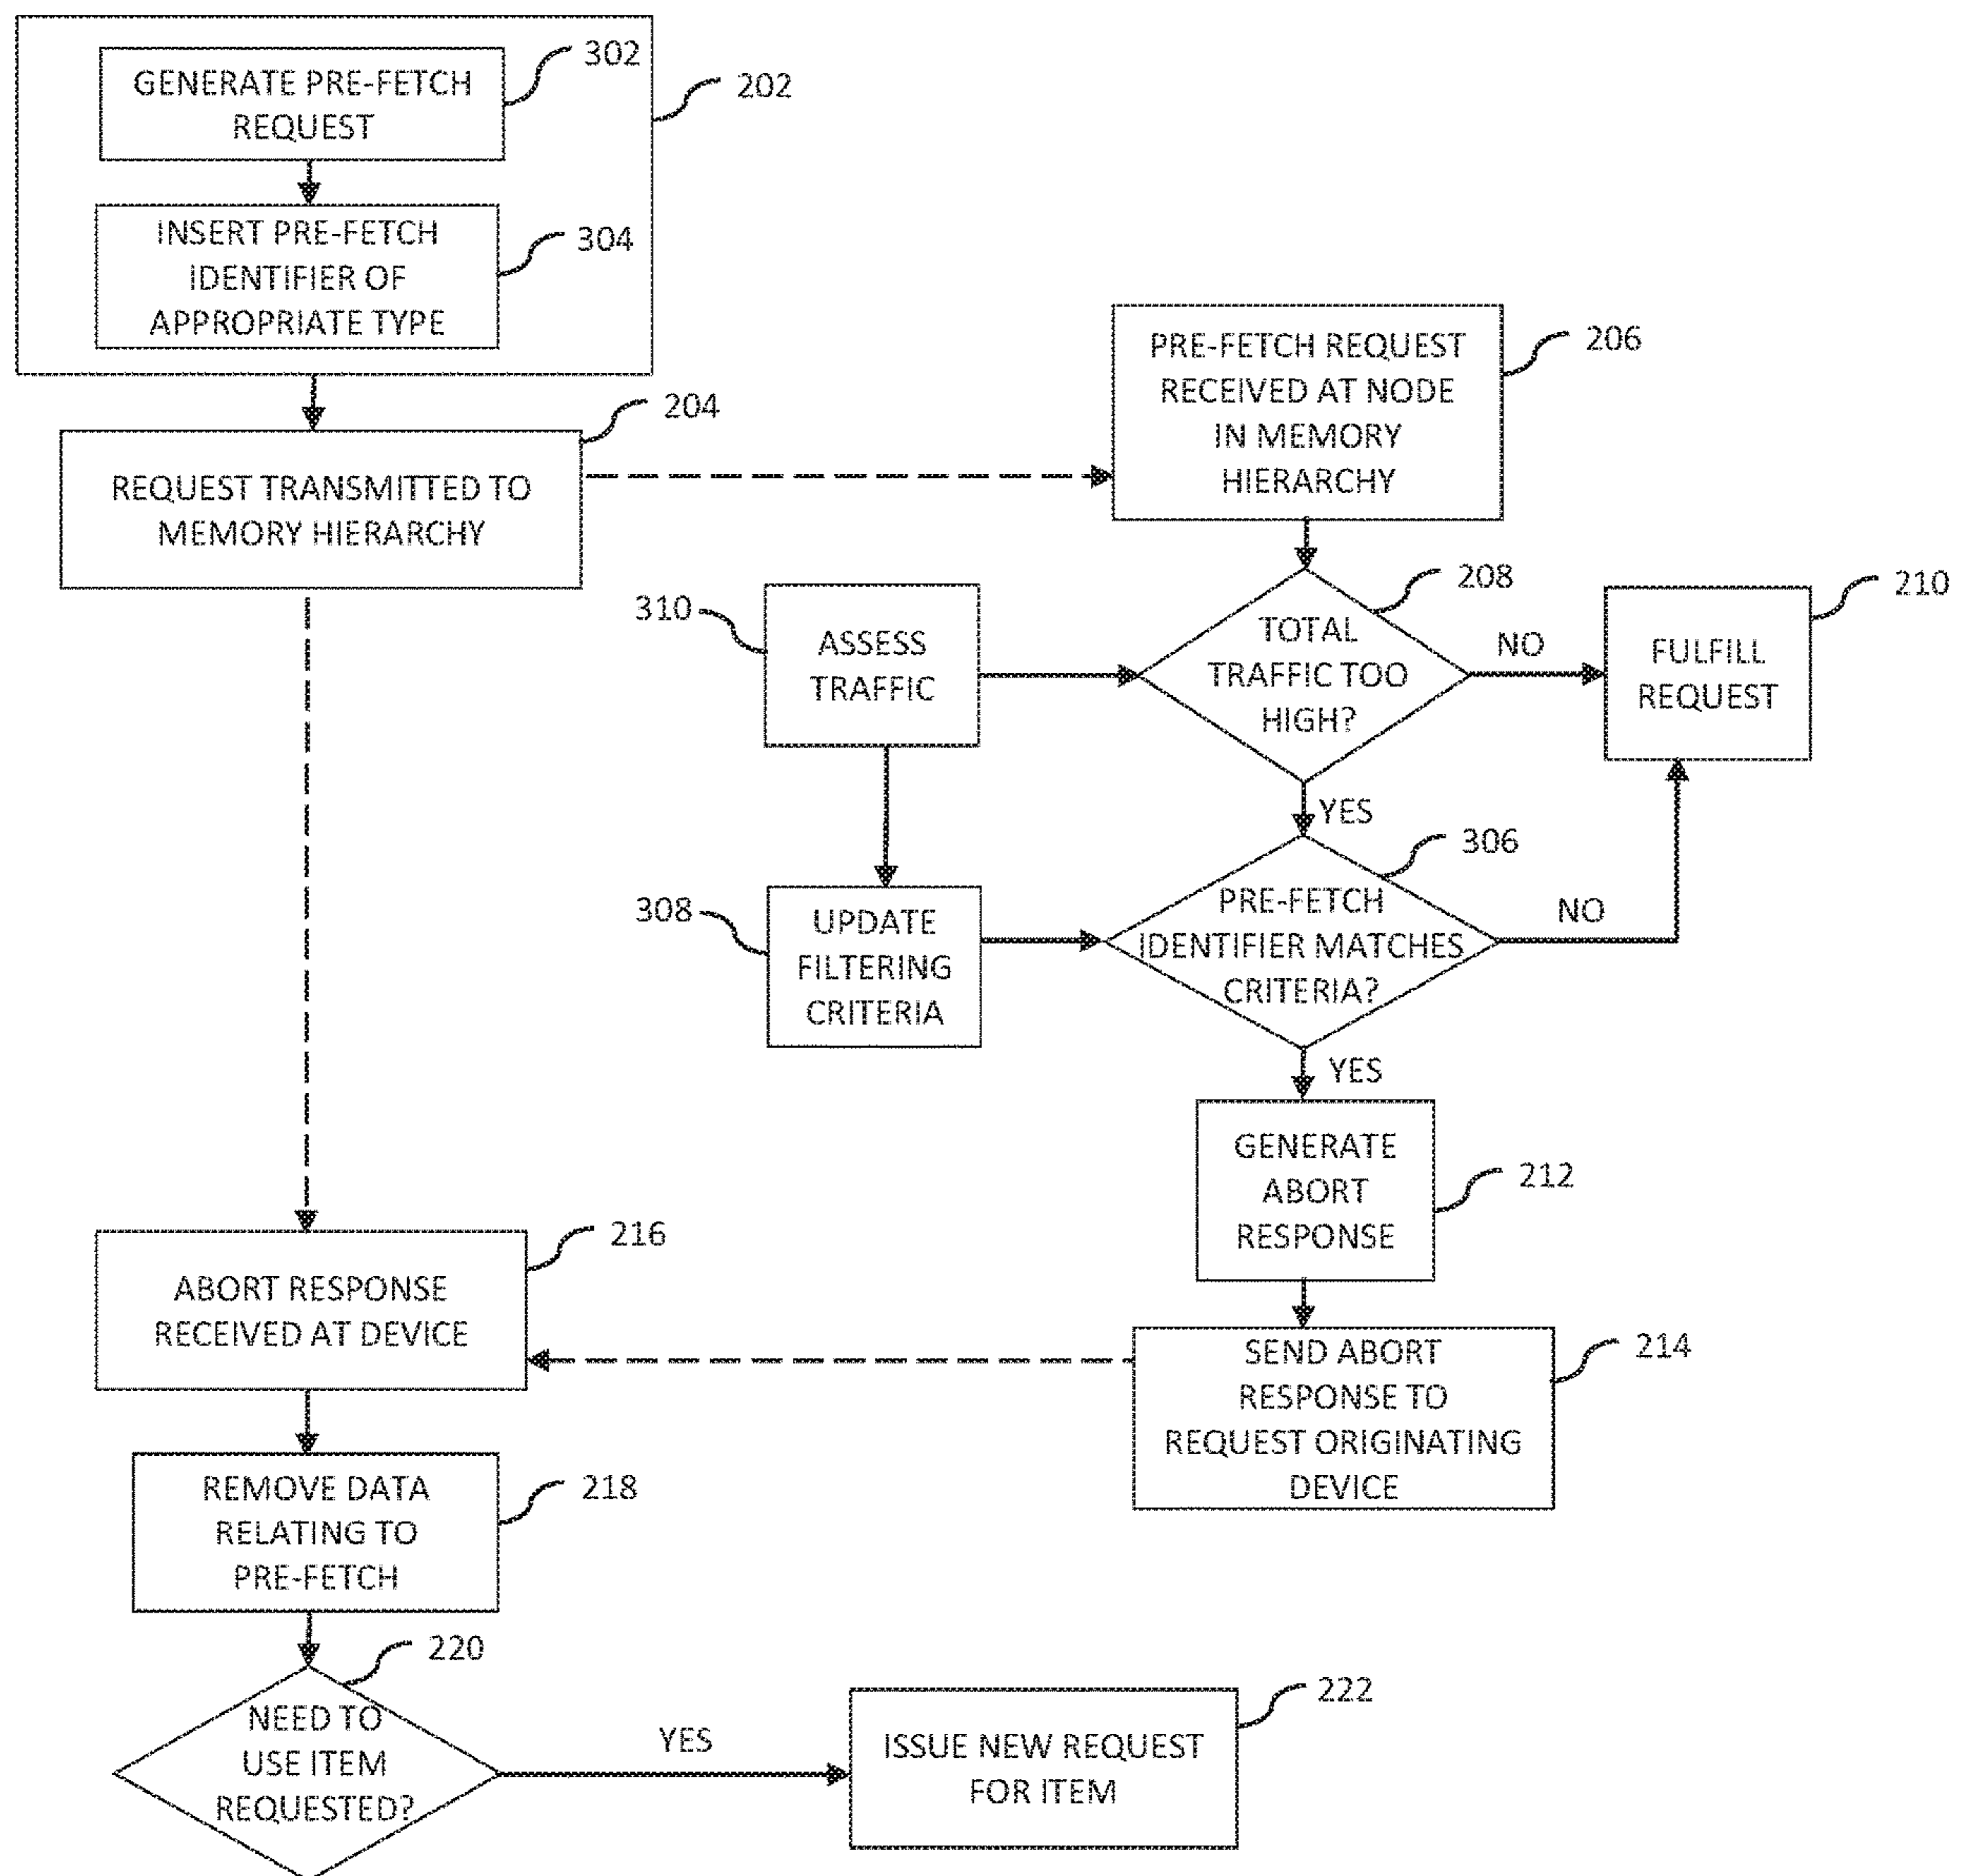 GENERATE PRE-FETCH
REQUEST
302
202
INSERT PRE-FETCH
IDENTIFIER OF
APPROPRIATE TYPE
304
REQUEST TRANSMITTED TO
MEMORY HIERARCHY
204
PRE-FETCH REQUEST
RECEIVED AT NODE
IN MEMORY
HIERARCHY
206
TOTAL
TRAFFIC TOO
HIGH?
208
NO
FULFILL
REQUEST
210
310
ASSESS
TRAFFIC
YES
PRE-FETCH
IDENTIFIER MATCHES
CRITERIA?
306
NO
308
UPDATE
FILTERING
CRITERIA
YES
GENERATE
ABORT
RESPONSE
212
SEND ABORT
RESPONSE TO
REQUEST ORIGINATING
DEVICE
214
ABORT RESPONSE
RECEIVED AT DEVICE
216
REMOVE DATA
RELATING TO
PRE-FETCH
218
NEED TO
USE ITEM
REQUESTED?
220
YES
ISSUE NEW REQUEST
FOR ITEM
222